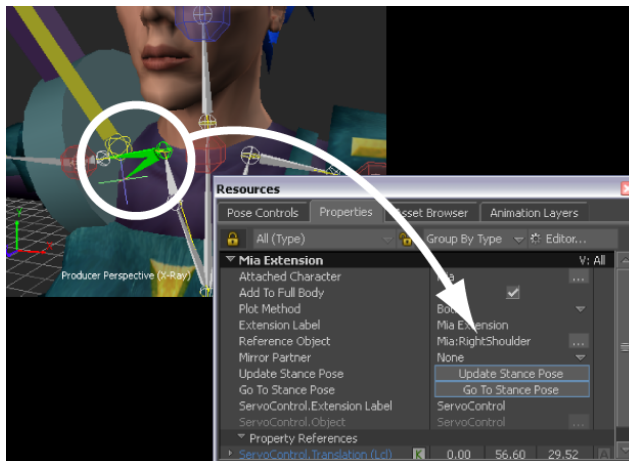 Producer Perspective (X-Ray)
Resources
Pose Controls Properties Asset Browser Animation Layers
All (Type) Group By Type Editor...
Mia Extension V: All
Attached Character ...
Add To Full Body
Plot Method
Extension Label Mia Extension
Reference Object Mia:RightShoulder ...
Mirror Partner None
Update Stance Pose Update Stance Pose
Go To Stance Pose Go To Stance Pose
ServoControl.Extension Label ServoControl
ServoControl.Object ServoControl ...
Property References
ServoControl.Translation (Lcl) K 0.00 56.60 29.52 A